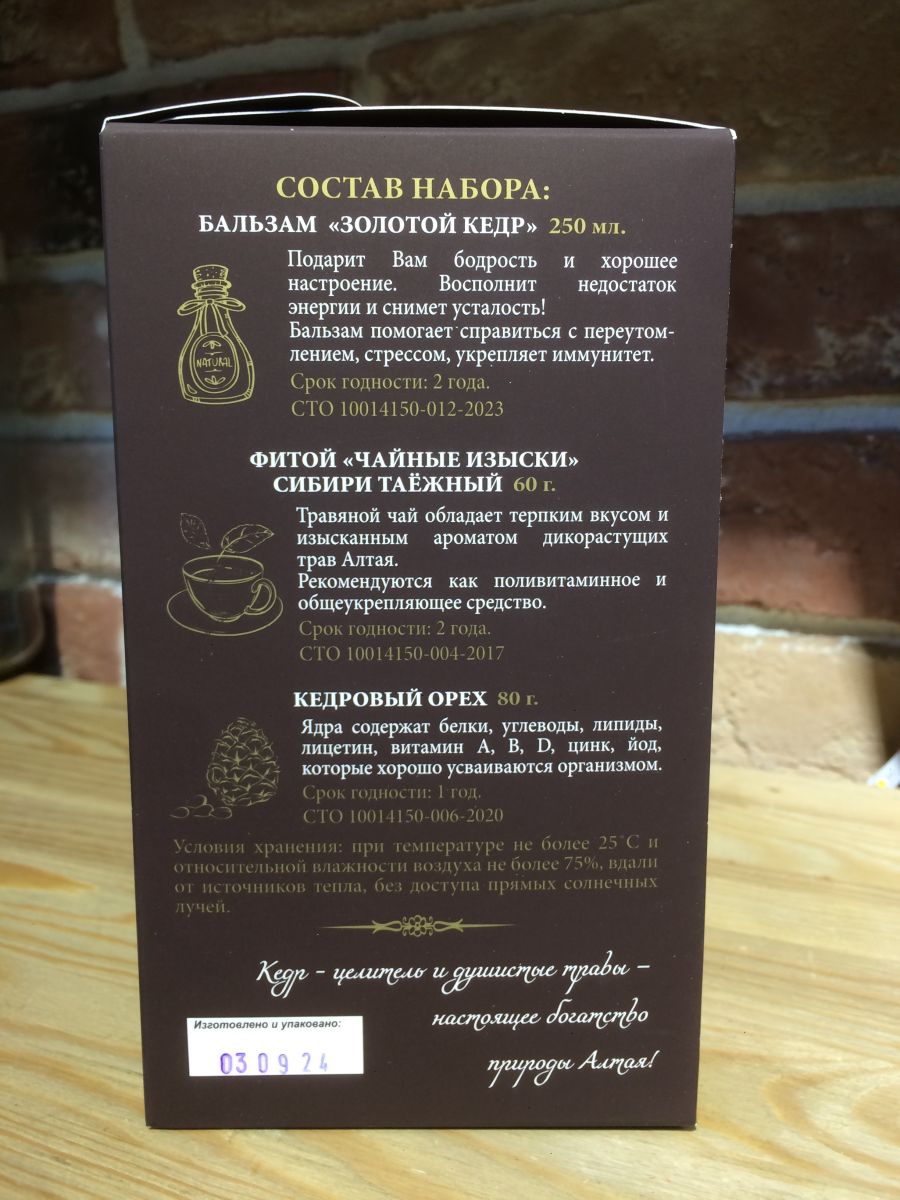 СОСТАВ НАБОРА:
БАЛЬЗАМ «ЗОЛОТОЙ КЕДР» 250 мл.
Подарит Вам бодрость и хорошее
настроение. Восполнит недостаток
энергии и снимет усталость!
Бальзам помогает справиться с переутом-
лением, стрессом, укрепляет иммунитет.
NATURAL
Срок годности: 2 года.
СТО 10014150-012-2023
ФИТОЙ «ЧАЙНЫЕ ИЗЫСКИ»
СИБИРИ ТАЁЖНЫЙ 60 г.
Травяной чай обладает терпким вкусом и
изысканным ароматом дикорастущих
трав Алтая.
Рекомендуются как поливитаминное и
общеукрепляющее средство.
Срок годности: 2 года.
СТО 10014150-004-2017
КЕДРОВЫЙ ОРЕХ 80 г.
Ядра содержат белки, углеводы, липиды,
лицетин, витамин А, В, D, цинк, йод,
которые хорошо усваиваются организмом.
Срок годности: 1 год.
СТО 10014150-006-2020
Условия хранения: при температуре не более 25°С и
относительной влажности воздуха не более 75%, вдали
от источников тепла, без доступа прямых солнечных
лучей.
Кедр - целитель и душистые травы –
настоящее богатство
природы Алтая!
Изготовлено и упаковано:
03 09 24